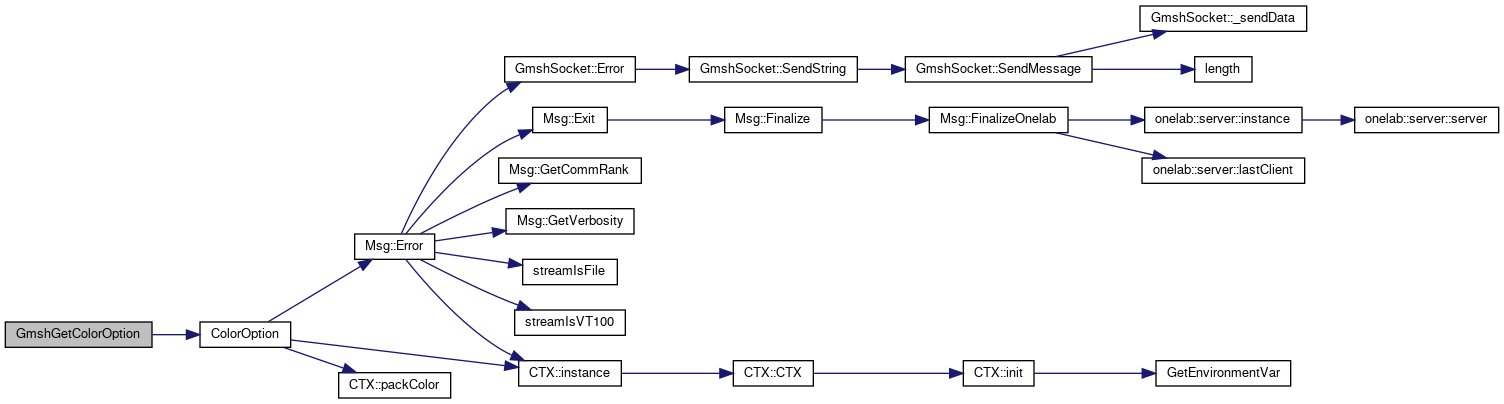 GmshSocket::_sendData
GmshSocket::Error
GmshSocket::SendString
GmshSocket::SendMessage
length
Msg::Exit
Msg::Finalize
Msg::FinalizeOnelab
onelab::server::instance
onelab::server::server
Msg::GetCommRank
onelab::server::lastClient
Msg::GetVerbosity
Msg::Error
streamIsFile
streamIsVT100
GmshGetColorOption
ColorOption
CTX::instance
CTX::CTX
CTX::init
GetEnvironmentVar
CTX::packColor